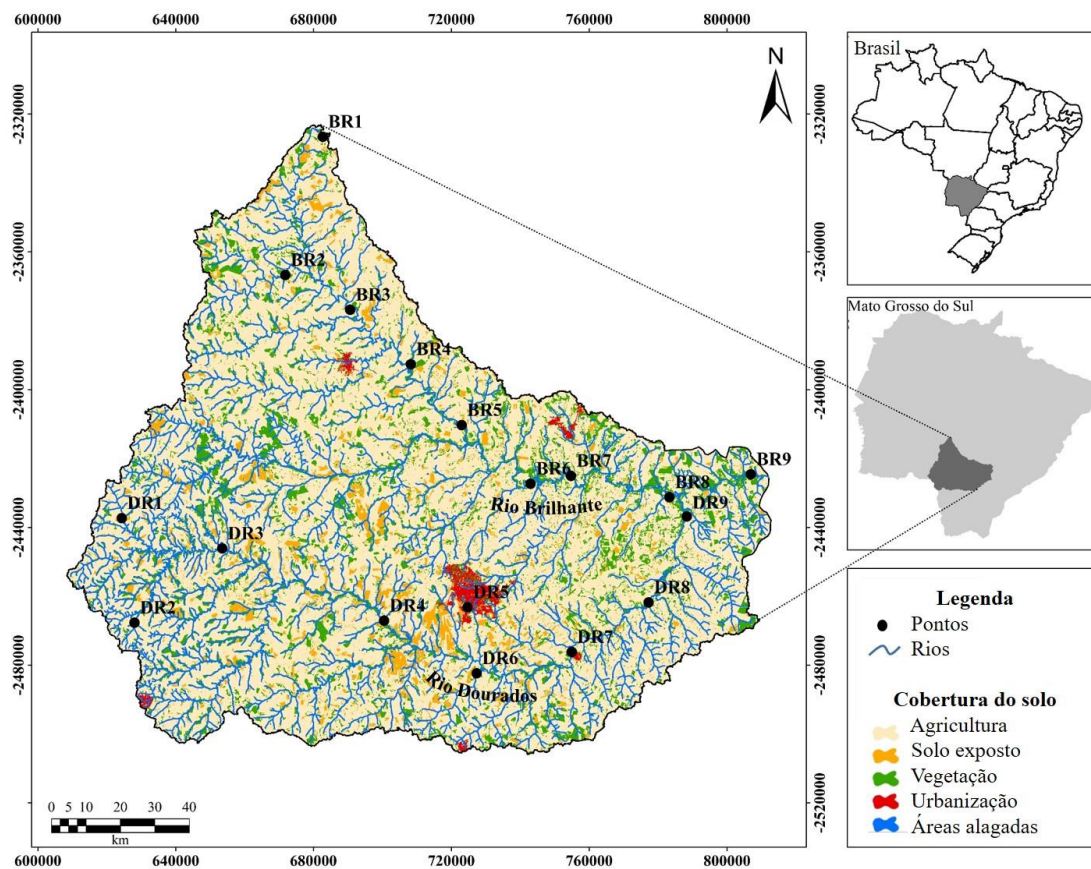 600000 640000 680000 720000 760000 800000
N
BR1
BR2
BR3
BR4
BR5
BR6
BR7
BR8
BR9
Rio Brilhante
DR1
DR2
DR3
DR4
DR5
DR6
DR7
DR8
DR9
Rio Dourados
-2320000
-2360000
-2400000
-2440000
-2480000
-2520000
-2320000
-2360000
-2400000
-2440000
-2480000
-2520000
0 5 10 20 30 40
km
600000 640000 680000 720000 760000 800000
Brasil
Mato Grosso do Sul
Legenda
Pontos
Rios
Cobertura do solo
Agricultura
Solo exposto
Vegetação
Urbanização
Áreas alagadas